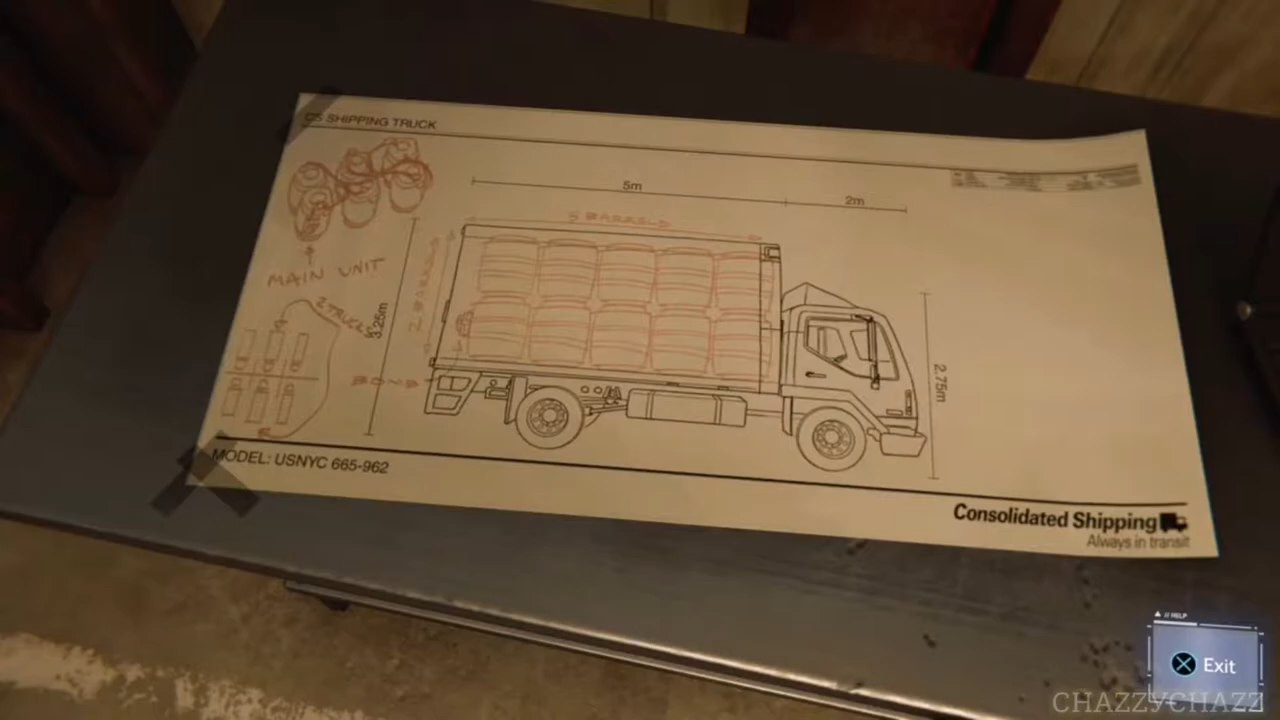 CS SHIPPING TRUCK
5m
2m
5 BARRELS
2 BARRELS
3.25m
2.75m
MAIN UNIT
2 TRUCKS
BOMB
MODEL: USNYC 665-962
Consolidated Shipping
Always in transit
// HELP
Exit
CHAZZYCHAZZ